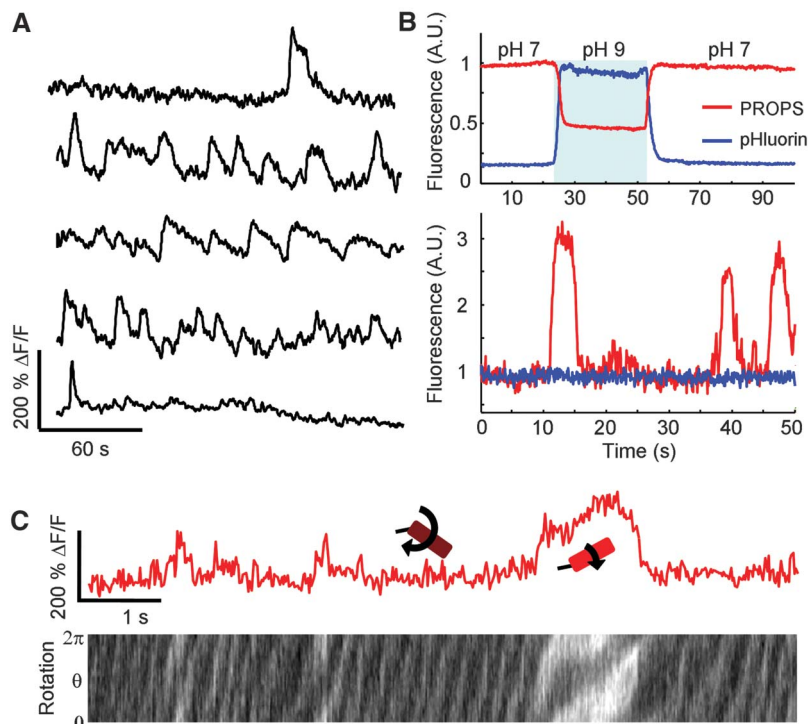 A
200 % ΔF/F
60 s
B
Fluorescence (A.U.)
1
0.5
0
pH 7
pH 9
pH 7
PROPS
pHluorin
10
30
50
70
90
Fluorescence (A.U.)
3
2
1
0
10
20
30
40
50
Time (s)
C
200 % ΔF/F
1 s
Rotation
2π
θ
0